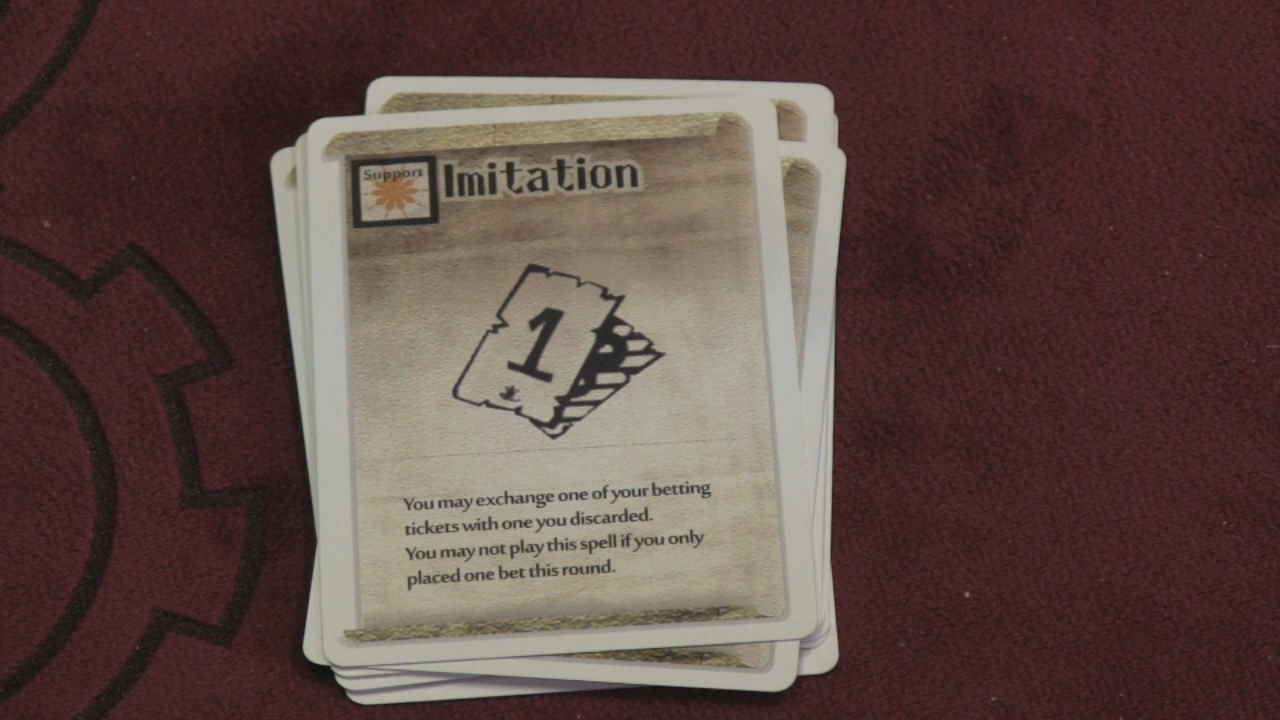 Support
Imitation
1
You may exchange one of your betting
tickets with one you discarded.
You may not play this spell if you only
placed one bet this round.